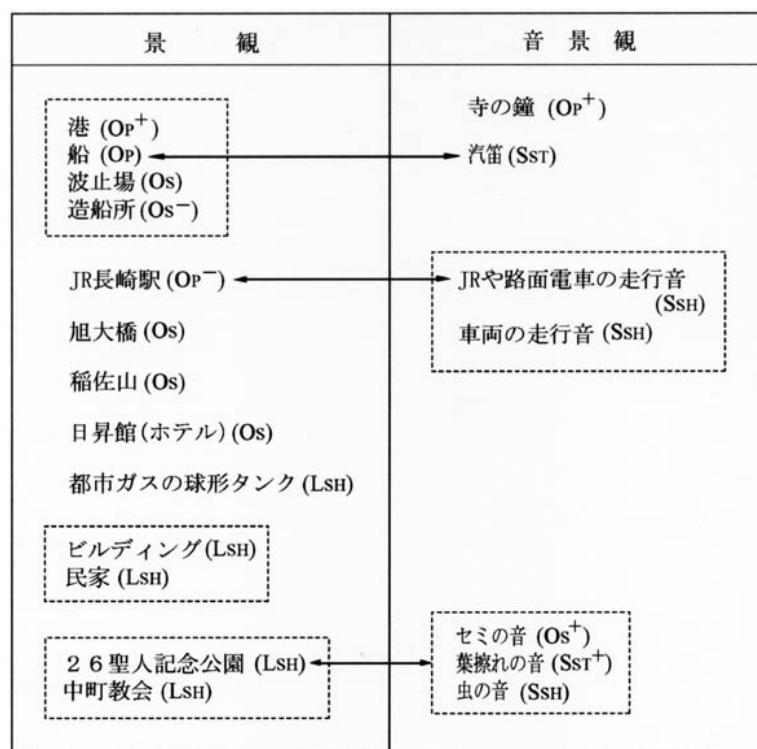 景 観
音 景 観
港 (OP+)
船 (OP)
波止場 (OS)
造船所 (OS−)
寺の鐘 (OP+)
汽笛 (SST)
JR長崎駅 (OP−)
旭大橋 (OS)
稲佐山 (OS)
日昇館(ホテル) (OS)
都市ガスの球形タンク (LSH)
JRや路面電車の走行音
(SSH)
車両の走行音 (SSH)
ビルディング(LSH)
民家 (LSH)
26聖人記念公園 (LSH)
中町教会 (LSH)
セミの音 (OS+)
葉擦れの音 (SST+)
虫の音 (SSH)